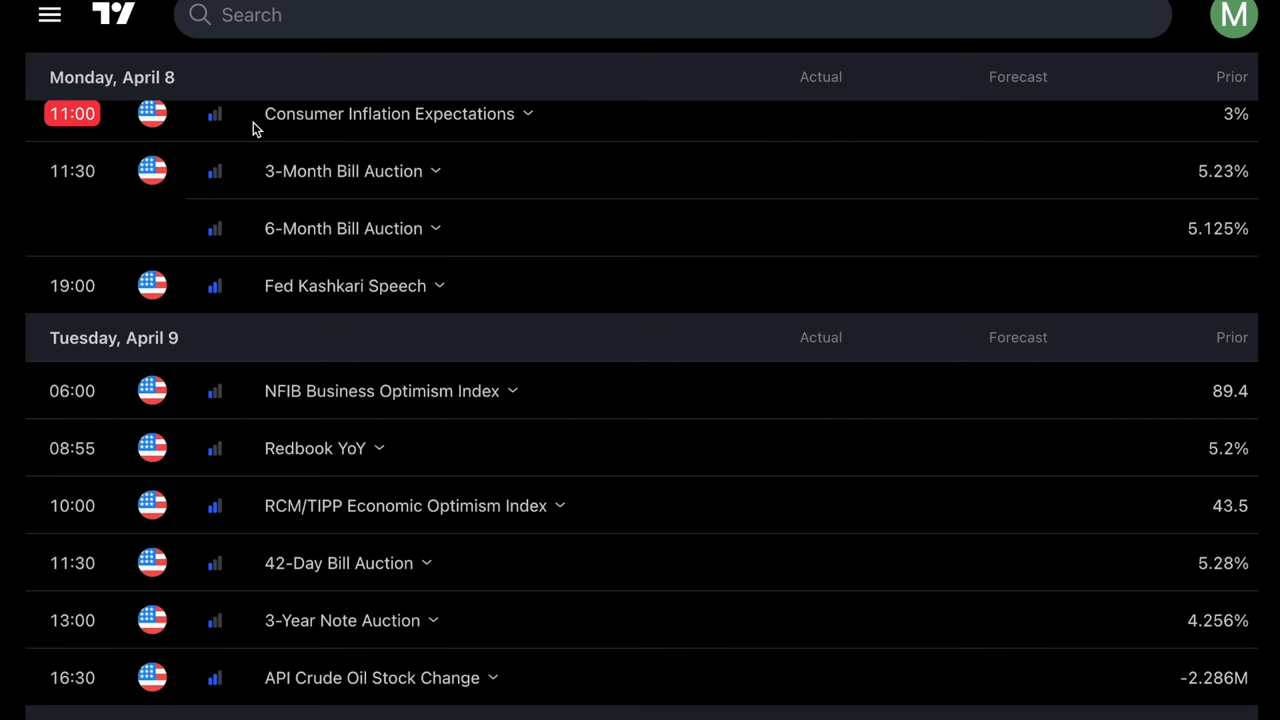 TV Search M
Monday, April 8 Actual Forecast Prior
11:00 Consumer Inflation Expectations 3%
11:30 3-Month Bill Auction 5.23%
6-Month Bill Auction 5.125%
19:00 Fed Kashkari Speech
Tuesday, April 9 Actual Forecast Prior
06:00 NFIB Business Optimism Index 89.4
08:55 Redbook YoY 5.2%
10:00 RCM/TIPP Economic Optimism Index 43.5
11:30 42-Day Bill Auction 5.28%
13:00 3-Year Note Auction 4.256%
16:30 API Crude Oil Stock Change -2.286M